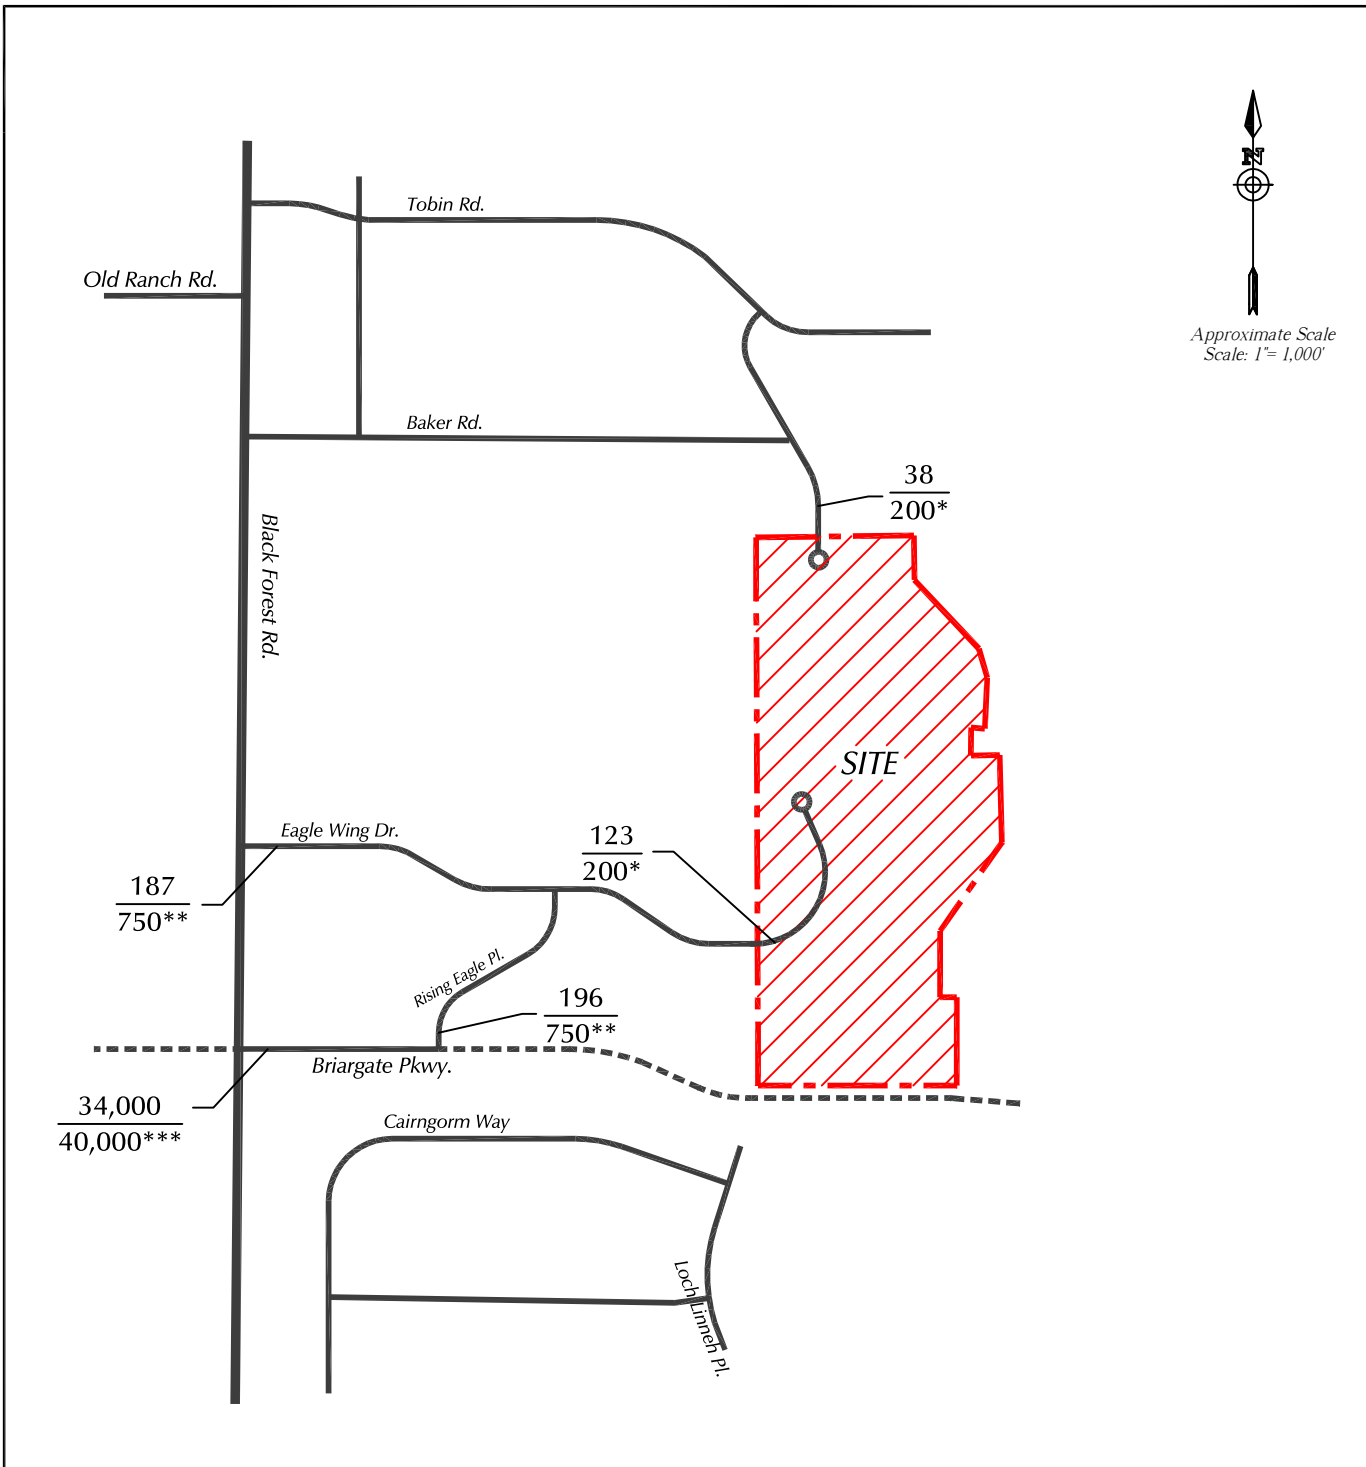 N
Tobin Rd.
Old Ranch Rd.
Approximate Scale
Scale: 1"= 1,000'
Baker Rd.
38
200*
Black Forest Rd.
SITE
Eagle Wing Dr.
123
200*
187
750**
Rising Eagle Pl.
196
750**
Briargate Pkwy.
34,000
40,000***
Cairngorm Way
Loch Linneh Pl.